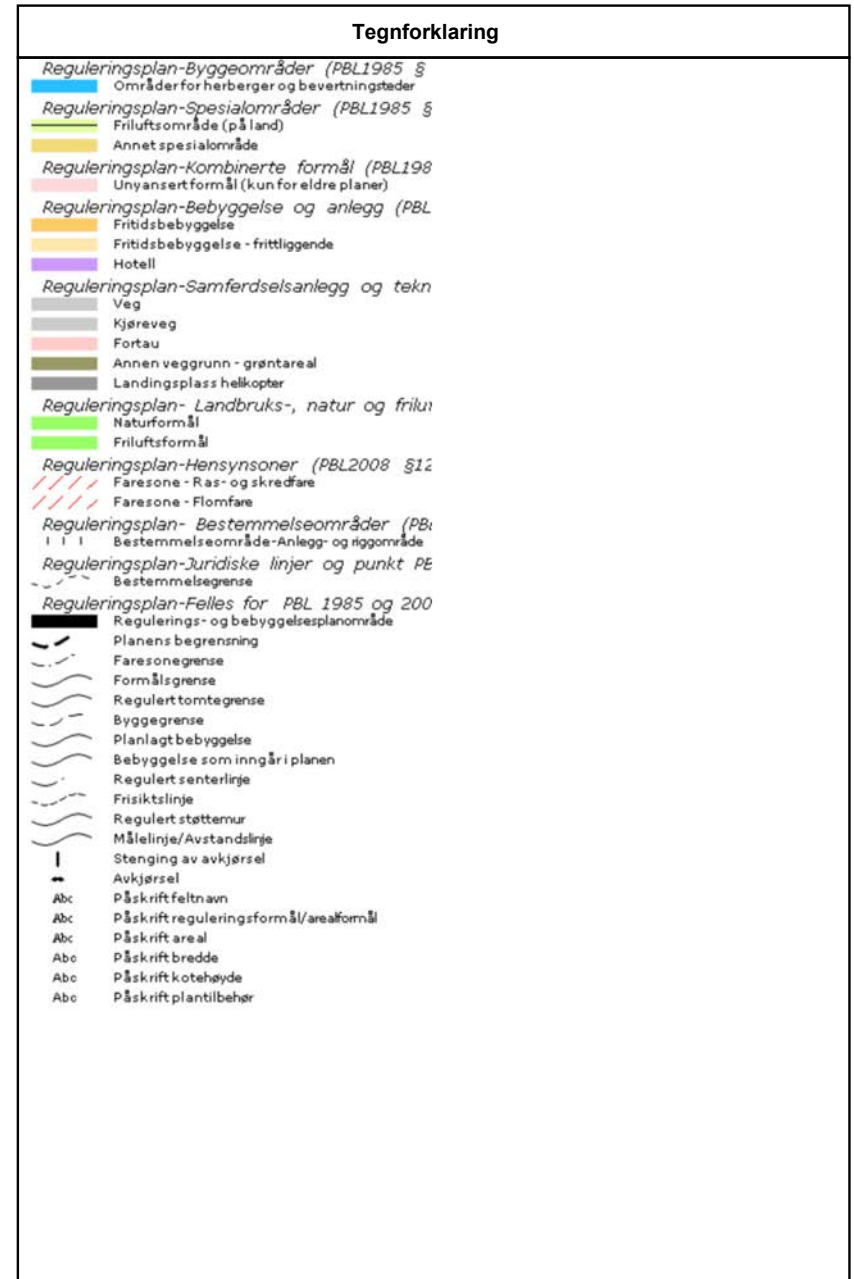 Tegnforklaring
Reguleringsplan-Byggeområder (PBL1985 §
Områder for herberger og bevertningsteder
Reguleringsplan-Spesialområder (PBL1985 §
Friluftsområde (på land)
Annet spesialområde
Reguleringsplan-Kombinerte formål (PBL198
Unyansert formål (kun for eldre planer)
Reguleringsplan-Bebyggelse og anlegg (PBL
Fritidsbebyggelse
Fritidsbebyggelse - frittliggende
Hotell
Reguleringsplan-Samferdselsanlegg og tekn
Veg
Kjøreveg
Fortau
Annen veggrunn - grøntareal
Landingsplass helikopter
Reguleringsplan- Landbruks-, natur og friluf
Naturformål
Friluftsformål
Reguleringsplan-Hensynsoner (PBL2008 §12
Faresone - Ras- og skredfare
Faresone - Flomfare
Reguleringsplan- Bestemmelseområder (PBL
Bestemmelseområde-Anlegg- og riggområde
Reguleringsplan-Juridiske linjer og punkt PB
Bestemmelsegrense
Reguleringsplan-Felles for PBL 1985 og 200
Regulerings- og bebyggelsesplanområde
Planens begrensning
Faresonegrense
Formålsgrense
Regulert tomtegrense
Byggegrense
Planlagt bebyggelse
Bebyggelse som inngår i planen
Regulert senterlinje
Frisiktslinje
Regulert støttemur
Målelinje/Avstandslinje
Stenging av avkjørsel
Avkjørsel
Abc Påskrift feltnavn
Abc Påskrift reguleringsformål/arealformål
Abc Påskrift areal
Abc Påskrift bredde
Abc Påskrift kotehøyde
Abc Påskrift plantilbehør